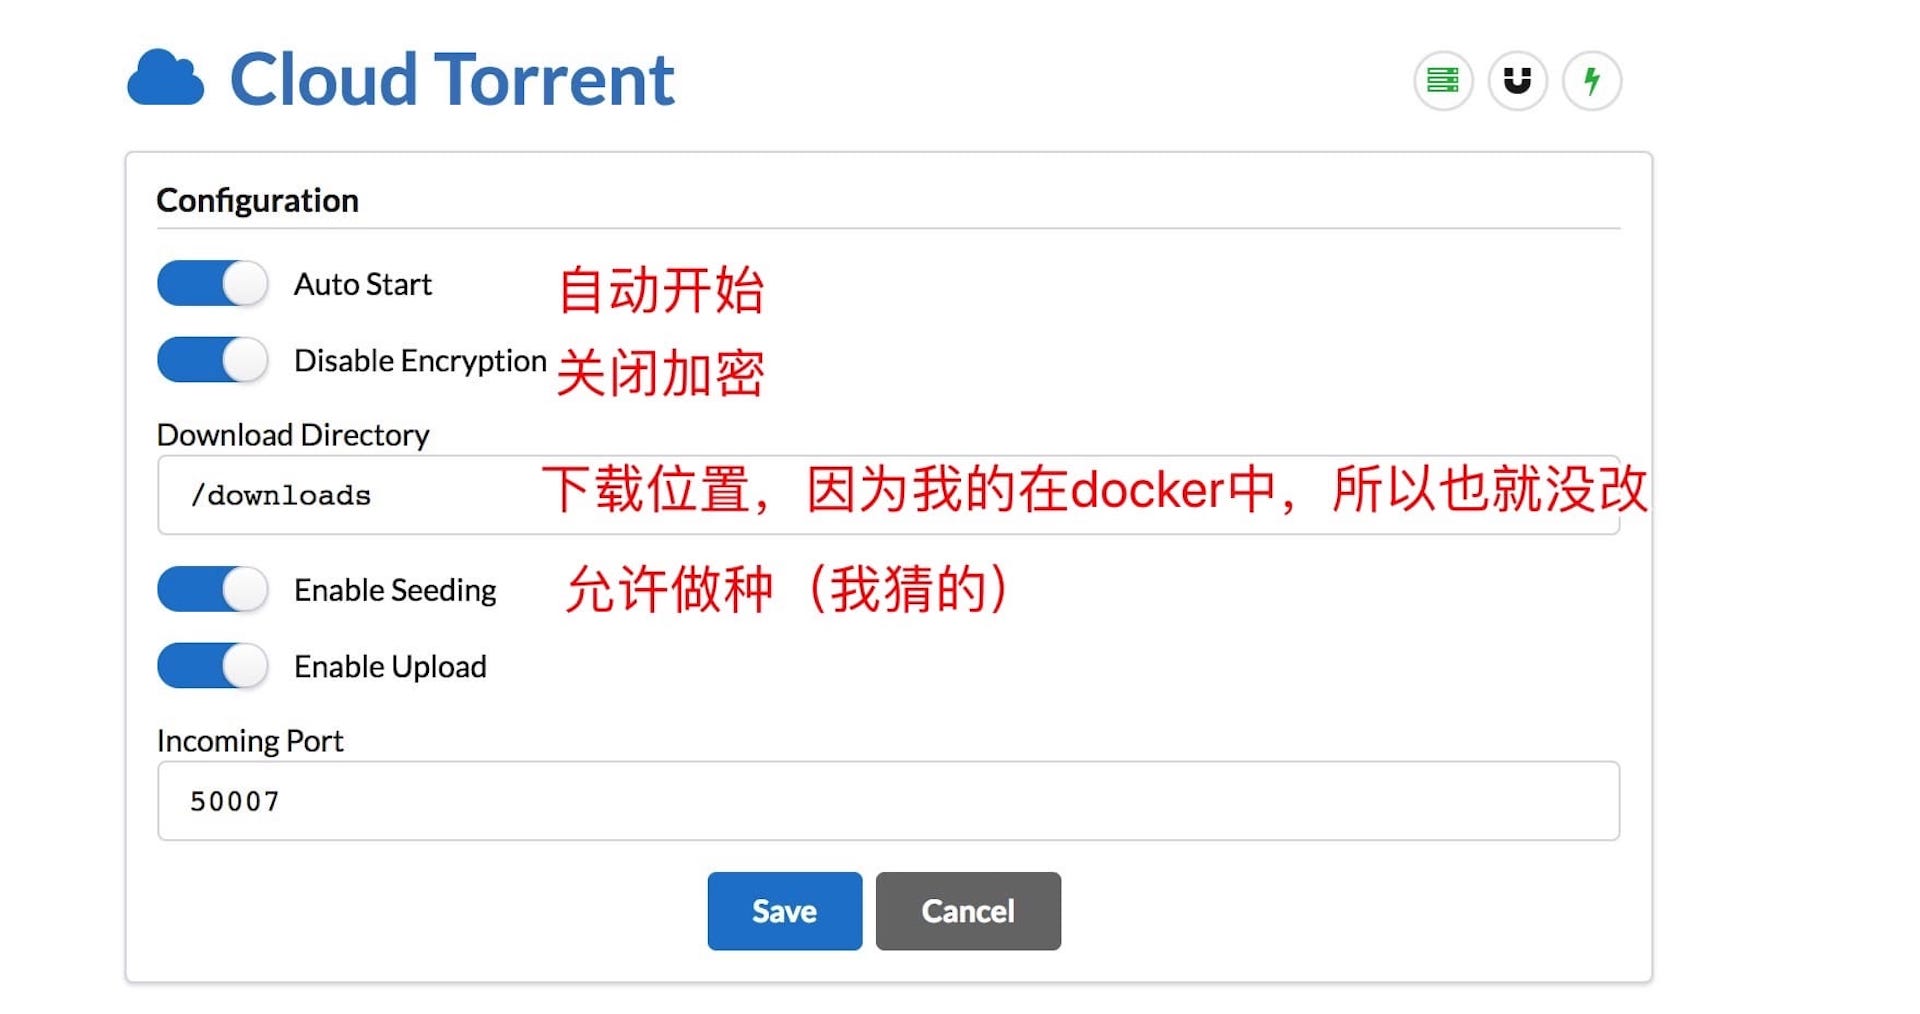 Cloud Torrent
Configuration
Auto Start 自动开始
Disable Encryption 关闭加密
Download Directory
/downloads 下载位置，因为我的在docker中，所以也就没改
Enable Seeding 允许做种（我猜的）
Enable Upload
Incoming Port
50007
Save Cancel